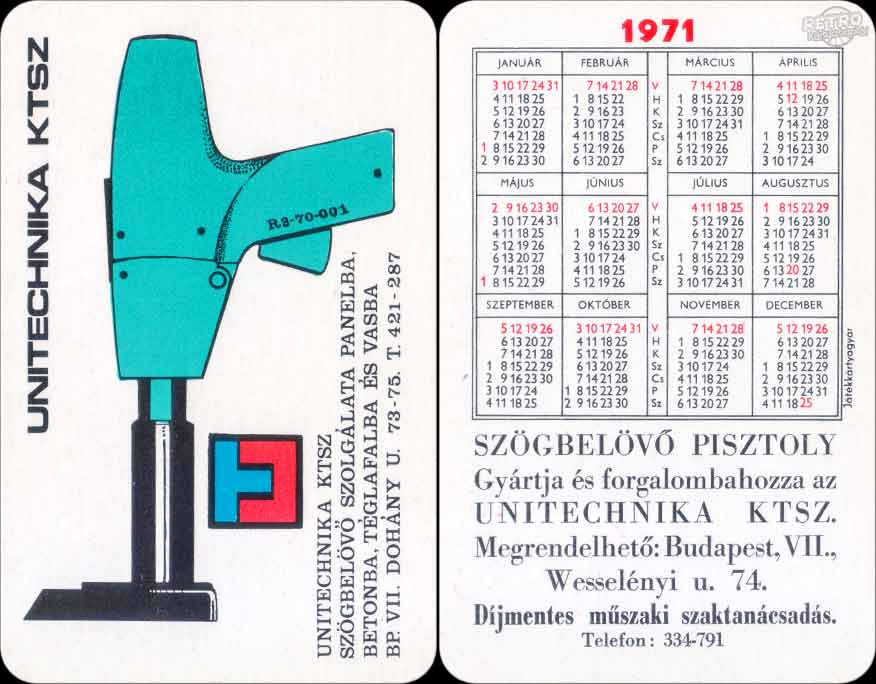 UNITECHNIKA KTSZ
R3-70-001
UNITECHNIKA KTSZ
SZÖGBELÖVŐ SZOLGÁLATA PANELBA,
BETONBA, TÉGLAFALBA ÉS VASBA
BP. VII. DOHÁNY U. 73-75. T. 421-287
1971
JANUÁR FEBRUÁR MÁRCIUS ÁPRILIS
3 10 17 24 31 7 14 21 28 V 7 14 21 28 4 11 18 25
4 11 18 25 1 8 15 22 H 1 8 15 22 29 5 12 19 26
5 12 19 26 2 9 16 23 K 2 9 16 23 30 6 13 20 27
6 13 20 27 3 10 17 24 Sz 3 10 17 24 31 7 14 21 28
7 14 21 28 4 11 18 25 Cs 4 11 18 25 1 8 15 22 29
1 8 15 22 29 5 12 19 26 P 5 12 19 26 2 9 16 23 30
2 9 16 23 30 6 13 20 27 Sz 6 13 20 27 3 10 17 24
MÁJUS JÚNIUS JÚLIUS AUGUSZTUS
2 9 16 23 30 6 13 20 27 V 4 11 18 25 1 8 15 22 29
3 10 17 24 31 7 14 21 28 H 5 12 19 26 2 9 16 23 30
4 11 18 25 1 8 15 22 29 K 6 13 20 27 3 10 17 24 31
5 12 19 26 2 9 16 23 30 Sz 7 14 21 28 4 11 18 25
6 13 20 27 3 10 17 24 Cs 1 8 15 22 29 5 12 19 26
7 14 21 28 4 11 18 25 P 2 9 16 23 30 6 13 20 27
1 8 15 22 29 5 12 19 26 Sz 3 10 17 24 31 7 14 21 28
SZEPTEMBER OKTÓBER NOVEMBER DECEMBER
5 12 19 26 3 10 17 24 31 V 7 14 21 28 5 12 19 26
6 13 20 27 4 11 18 25 H 1 8 15 22 29 6 13 20 27
7 14 21 28 5 12 19 26 K 2 9 16 23 30 7 14 21 28
1 8 15 22 29 6 13 20 27 Sz 3 10 17 24 1 8 15 22 29
2 9 16 23 30 7 14 21 28 Cs 4 11 18 25 2 9 16 23 30
3 10 17 24 1 8 15 22 29 P 5 12 19 26 3 10 17 24 31
4 11 18 25 2 9 16 23 30 Sz 6 13 20 27 4 11 18 25
Játékkártyagyár
SZÖGBELÖVŐ PISZTOLY
Gyártja és forgalombahozza az
UNITECHNIKA KTSZ.
Megrendelhető: Budapest, VII.,
Wesselényi u. 74.
Díjmentes műszaki szaktanácsadás.
Telefon: 334-791
RETRO